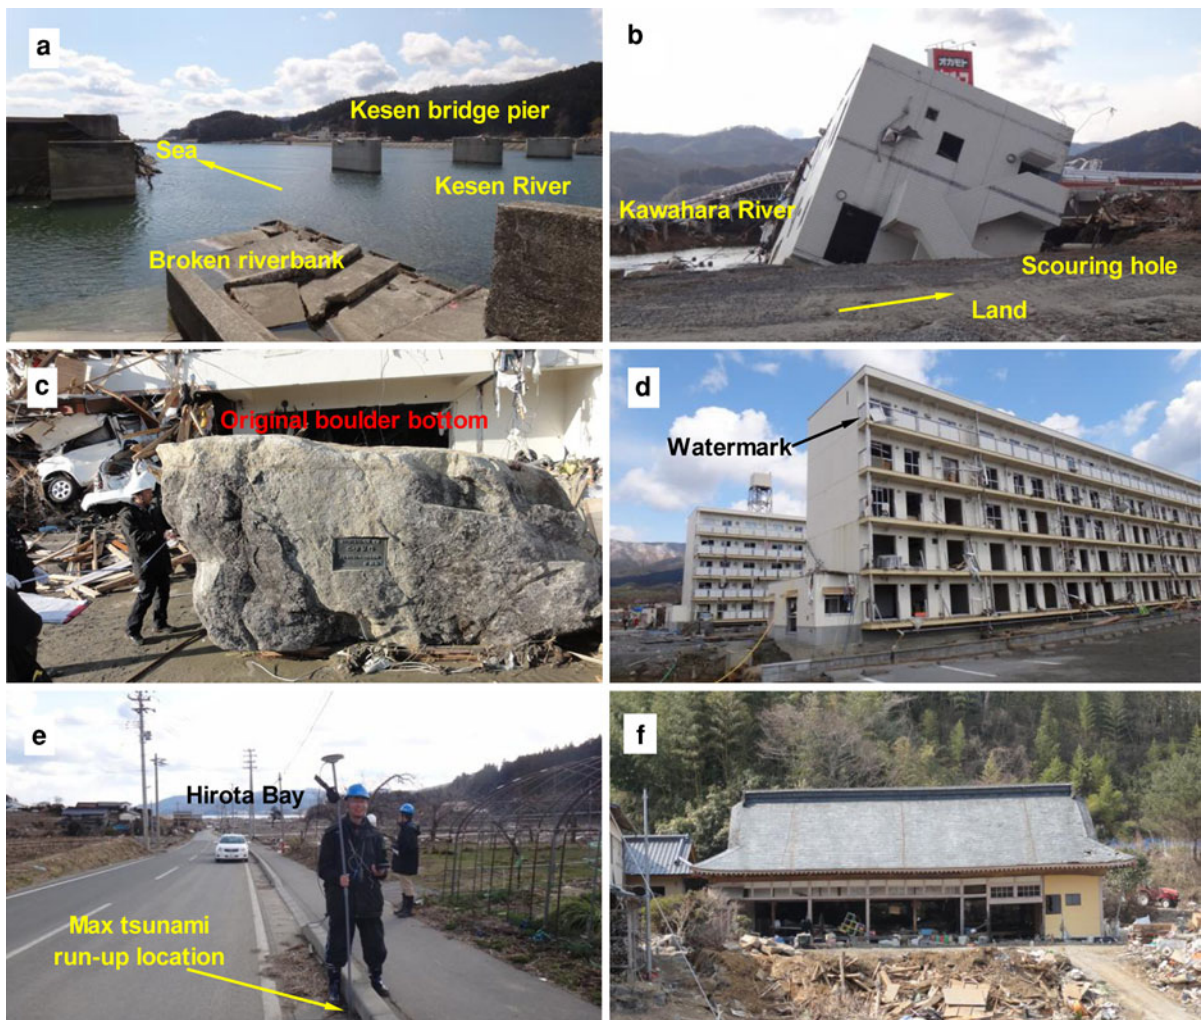 a
Kesen bridge pier
Sea
Kesen River
Broken riverbank
b
オカモト
Kawahara River
Scouring hole
Land
c
Original boulder bottom
d
Watermark
e
Hirota Bay
Max tsunami
run-up location
f